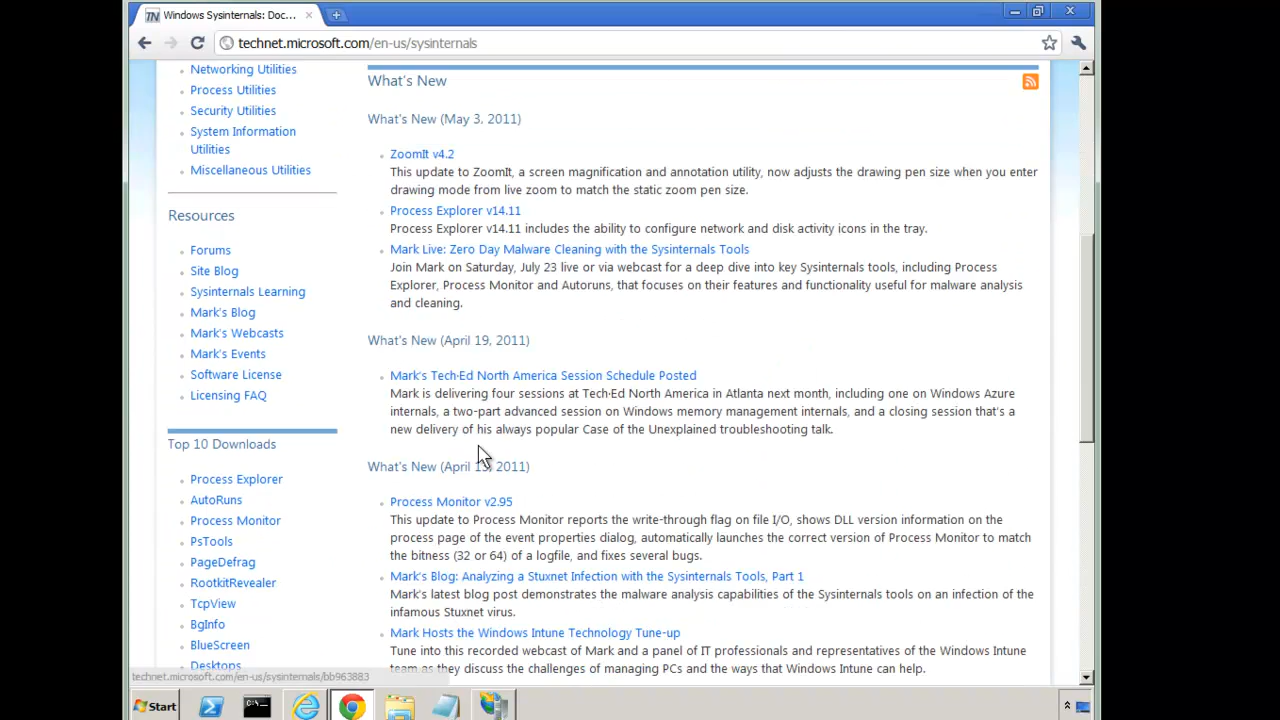 Windows Sysinternals: Doc...
technet.microsoft.com/en-us/sysinternals
Networking Utilities
Process Utilities
Security Utilities
System Information
Utilities
Miscellaneous Utilities
Resources
Forums
Site Blog
Sysinternals Learning
Mark's Blog
Mark's Webcasts
Mark's Events
Software License
Licensing FAQ
Top 10 Downloads
Process Explorer
AutoRuns
Process Monitor
PsTools
PageDefrag
RootkitRevealer
TcpView
BgInfo
BlueScreen
Desktops
What's New
What's New (May 3, 2011)
ZoomIt v4.2
This update to ZoomIt, a screen magnification and annotation utility, now adjusts the drawing pen size when you enter
drawing mode from live zoom to match the static zoom pen size.
Process Explorer v14.11
Process Explorer v14.11 includes the ability to configure network and disk activity icons in the tray.
Mark Live: Zero Day Malware Cleaning with the Sysinternals Tools
Join Mark on Saturday, July 23 live or via webcast for a deep dive into key Sysinternals tools, including Process
Explorer, Process Monitor and Autoruns, that focuses on their features and functionality useful for malware analysis
and cleaning.
What's New (April 19, 2011)
Mark's Tech·Ed North America Session Schedule Posted
Mark is delivering four sessions at Tech·Ed North America in Atlanta next month, including one on Windows Azure
internals, a two-part advanced session on Windows memory management internals, and a closing session that's a
new delivery of his always popular Case of the Unexplained troubleshooting talk.
What's New (April 13, 2011)
Process Monitor v2.95
This update to Process Monitor reports the write-through flag on file I/O, shows DLL version information on the
process page of the event properties dialog, automatically launches the correct version of Process Monitor to match
the bitness (32 or 64) of a logfile, and fixes several bugs.
Mark's Blog: Analyzing a Stuxnet Infection with the Sysinternals Tools, Part 1
Mark's latest blog post demonstrates the malware analysis capabilities of the Sysinternals tools on an infection of the
infamous Stuxnet virus.
Mark Hosts the Windows Intune Technology Tune-up
Tune into this recorded webcast of Mark and a panel of IT professionals and representatives of the Windows Intune
team as they discuss the challenges of managing PCs and the ways that Windows Intune can help.
technet.microsoft.com/en-us/sysinternals/bb963883
Start